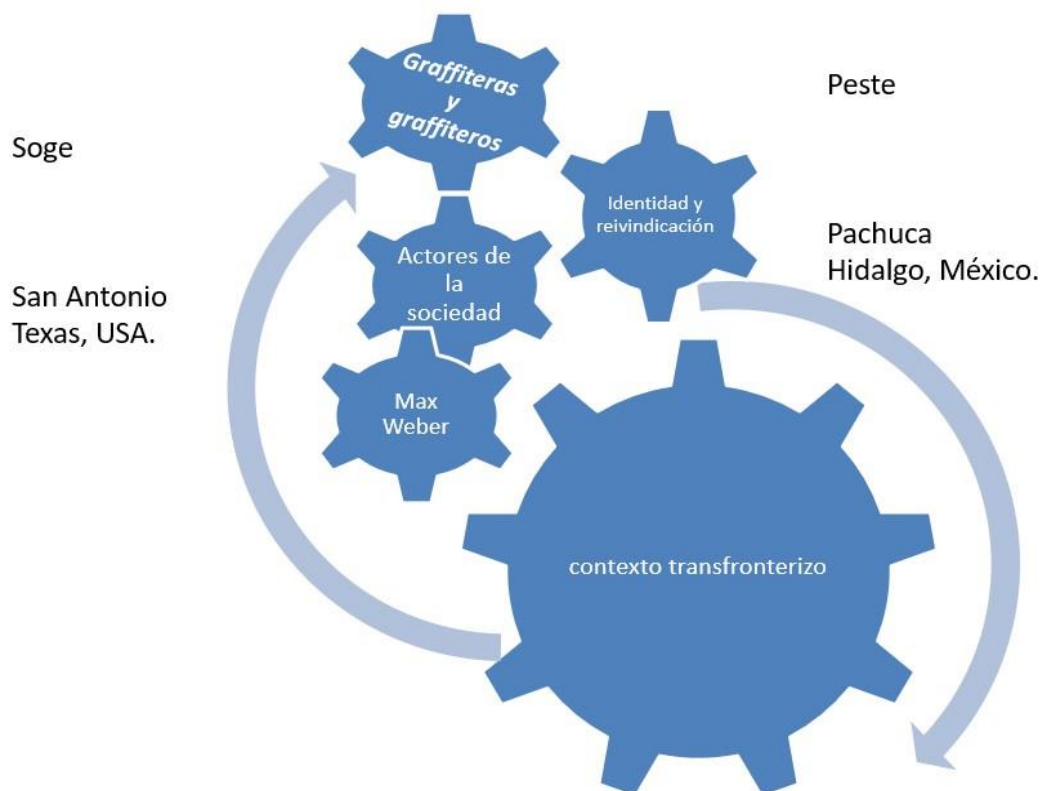 Graffiteras
y
graffiteros
Peste
Soge
Identidad y
reivindicación
Pachuca
Hidalgo, México.
Actores de
la
sociedad
San Antonio
Texas, USA.
Max
Weber
contexto transfronterizo